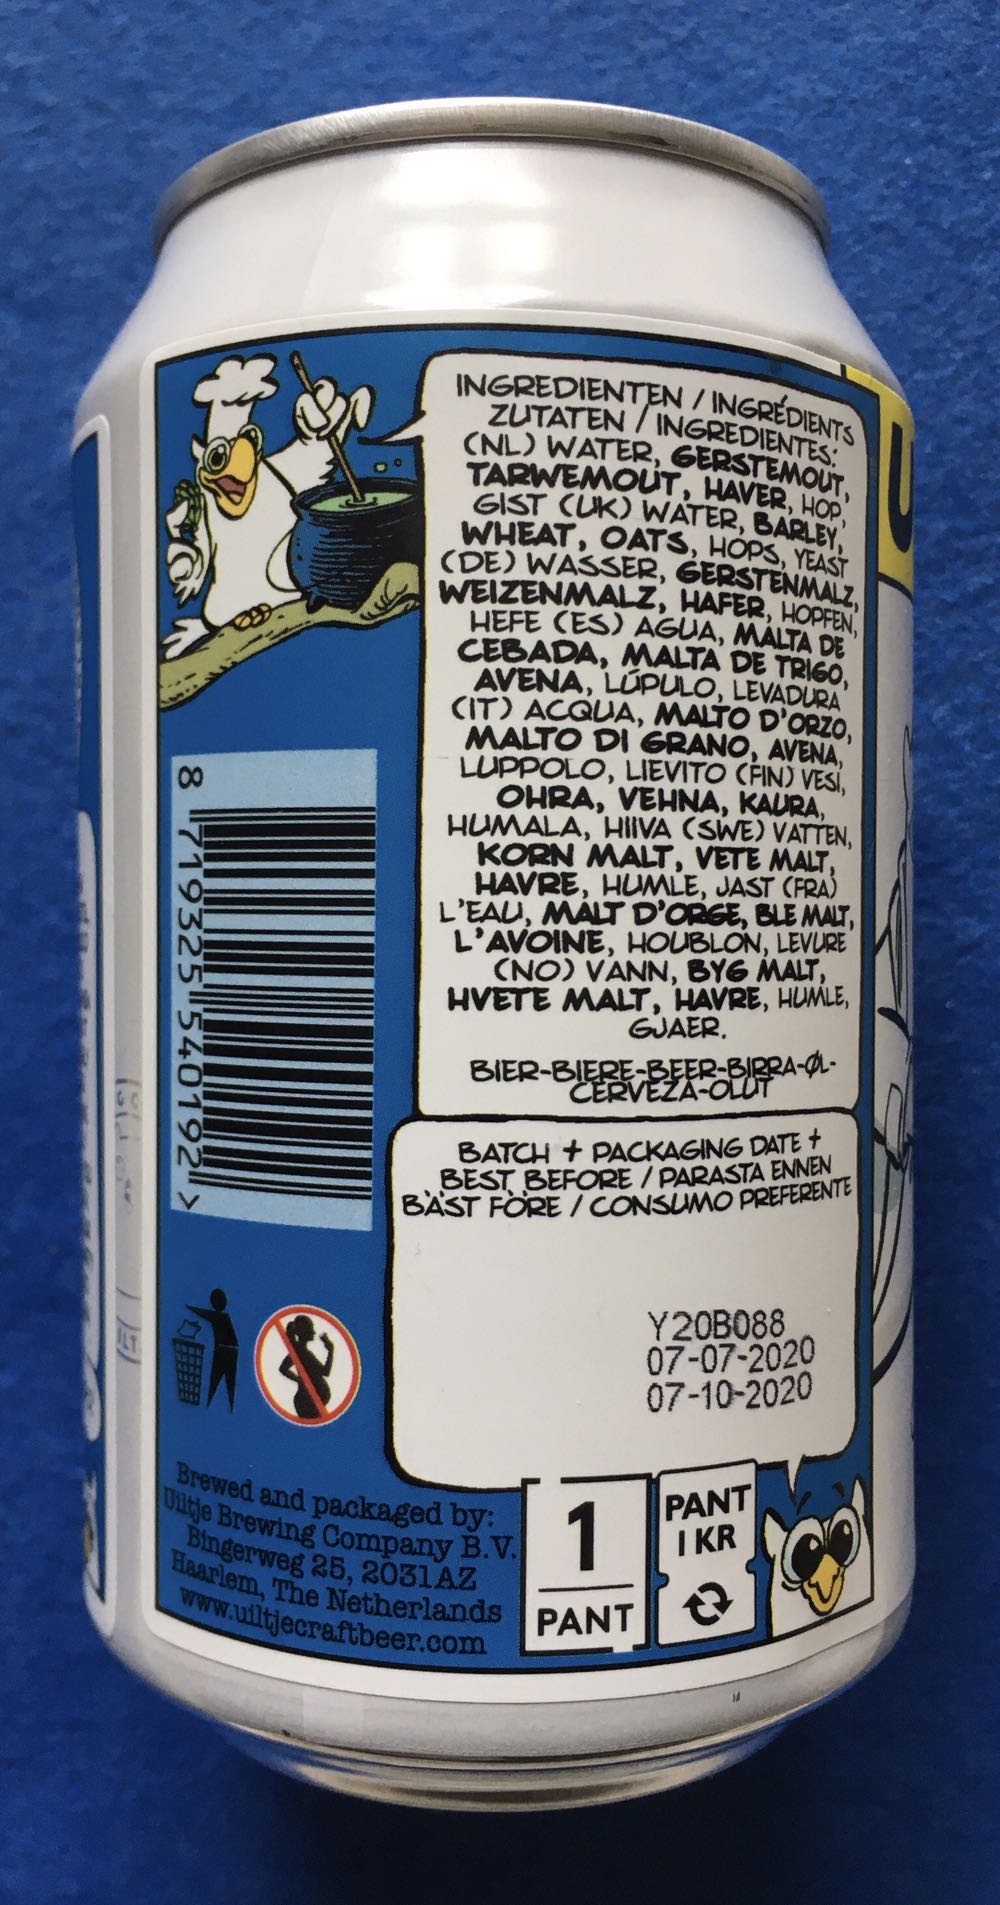 INGREDIENTEN / INGRÉDIENTS
ZUTATEN / INGREDIENTES:
(NL) WATER, GERSTEMOUT,
TARWEMOUT, HAVER, HOP,
GIST (UK) WATER, BARLEY,
WHEAT, OATS, HOPS, YEAST
(DE) WASSER, GERSTENMALZ,
WEIZENMALZ, HAFER, HOPFEN,
HEFE (ES) AGUA, MALTA DE
CEBADA, MALTA DE TRIGO,
AVENA, LÚPULO, LEVADURA
(IT) ACQUA, MALTO D'ORZO,
MALTO DI GRANO, AVENA,
LUPPOLO, LIEVITO (FIN) VESI,
OHRA, VEHNA, KAURA,
HUMALA, HIIVA (SWE) VATTEN,
KORN MALT, VETE MALT,
HAVRE, HUMLE, JAST (FRA)
L'EAU, MALT D'ORGE, BLE MALT,
L'AVOINE, HOUBLON, LEVURE
(NO) VANN, BYG MALT,
HVETE MALT, HAVRE, HUMLE,
GJAER.
BIER-BIERE-BEER-BIRRA-ØL-
CERVEZA-OLUT
BATCH + PACKAGING DATE +
BEST BEFORE / PARASTA ENNEN
BÄST FÖRE / CONSUMO PREFERENTE
Y20B088
07-07-2020
07-10-2020
8 719325 540192 >
Brewed and packaged by:
Uiltje Brewing Company B.V.
Bingerweg 25, 2031AZ
Haarlem, The Netherlands
www.uiltjecraftbeer.com
1
PANT
PANT
1 KR
U